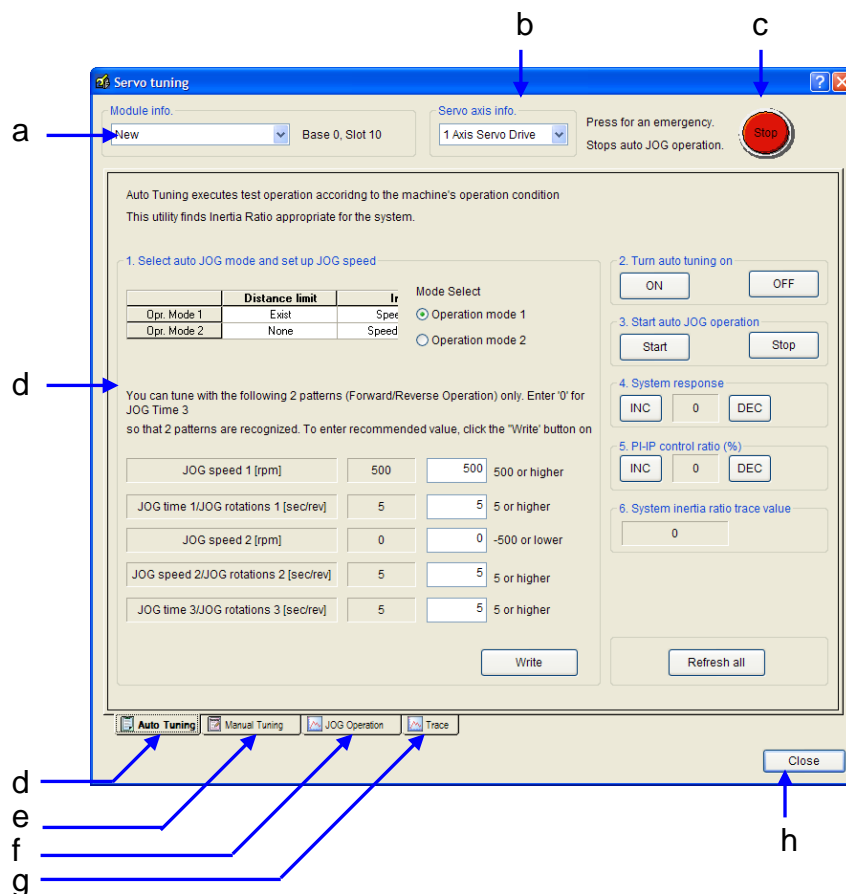 b
c
Servo tuning
?
a
Module info.
New
Base 0, Slot 10
Servo axis info.
1 Axis Servo Drive
Press for an emergency.
Stops auto JOG operation.
Stop
Auto Tuning executes test operation accoridng to the machine's operation condition
This utility finds Inertia Ratio appropriate for the system.
1. Select auto JOG mode and set up JOG speed
Distance limit
Opr. Mode 1 Exist Spee
Opr. Mode 2 None Speed
Mode Select
Operation mode 1
Operation mode 2
d
You can tune with the following 2 patterns (Forward/Reverse Operation) only. Enter '0' for
JOG Time 3
so that 2 patterns are recognized. To enter recommended value, click the "Write' button on
JOG speed 1 [rpm] 500 500 500 or higher
JOG time 1/JOG rotations 1 [sec/rev] 5 5 5 or higher
JOG speed 2 [rpm] 0 0 -500 or lower
JOG speed 2/JOG rotations 2 [sec/rev] 5 5 5 or higher
JOG time 3/JOG rotations 3 [sec/rev] 5 5 5 or higher
Write
2. Turn auto tuning on
ON OFF
3. Start auto JOG operation
Start Stop
4. System response
INC 0 DEC
5. PI-IP control ratio (%)
INC 0 DEC
6. System inertia ratio trace value
0
Refresh all
Auto Tuning Manual Tuning JOG Operation Trace
Close
d
e
f
g
h